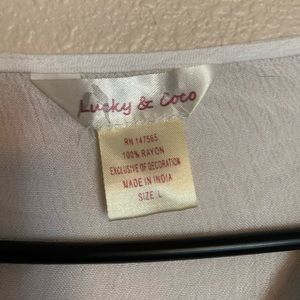 Lucky & Coco
RN 147565
100% RAYON
EXCLUSIVE OF DECORATION
MADE IN INDIA
SIZE: L